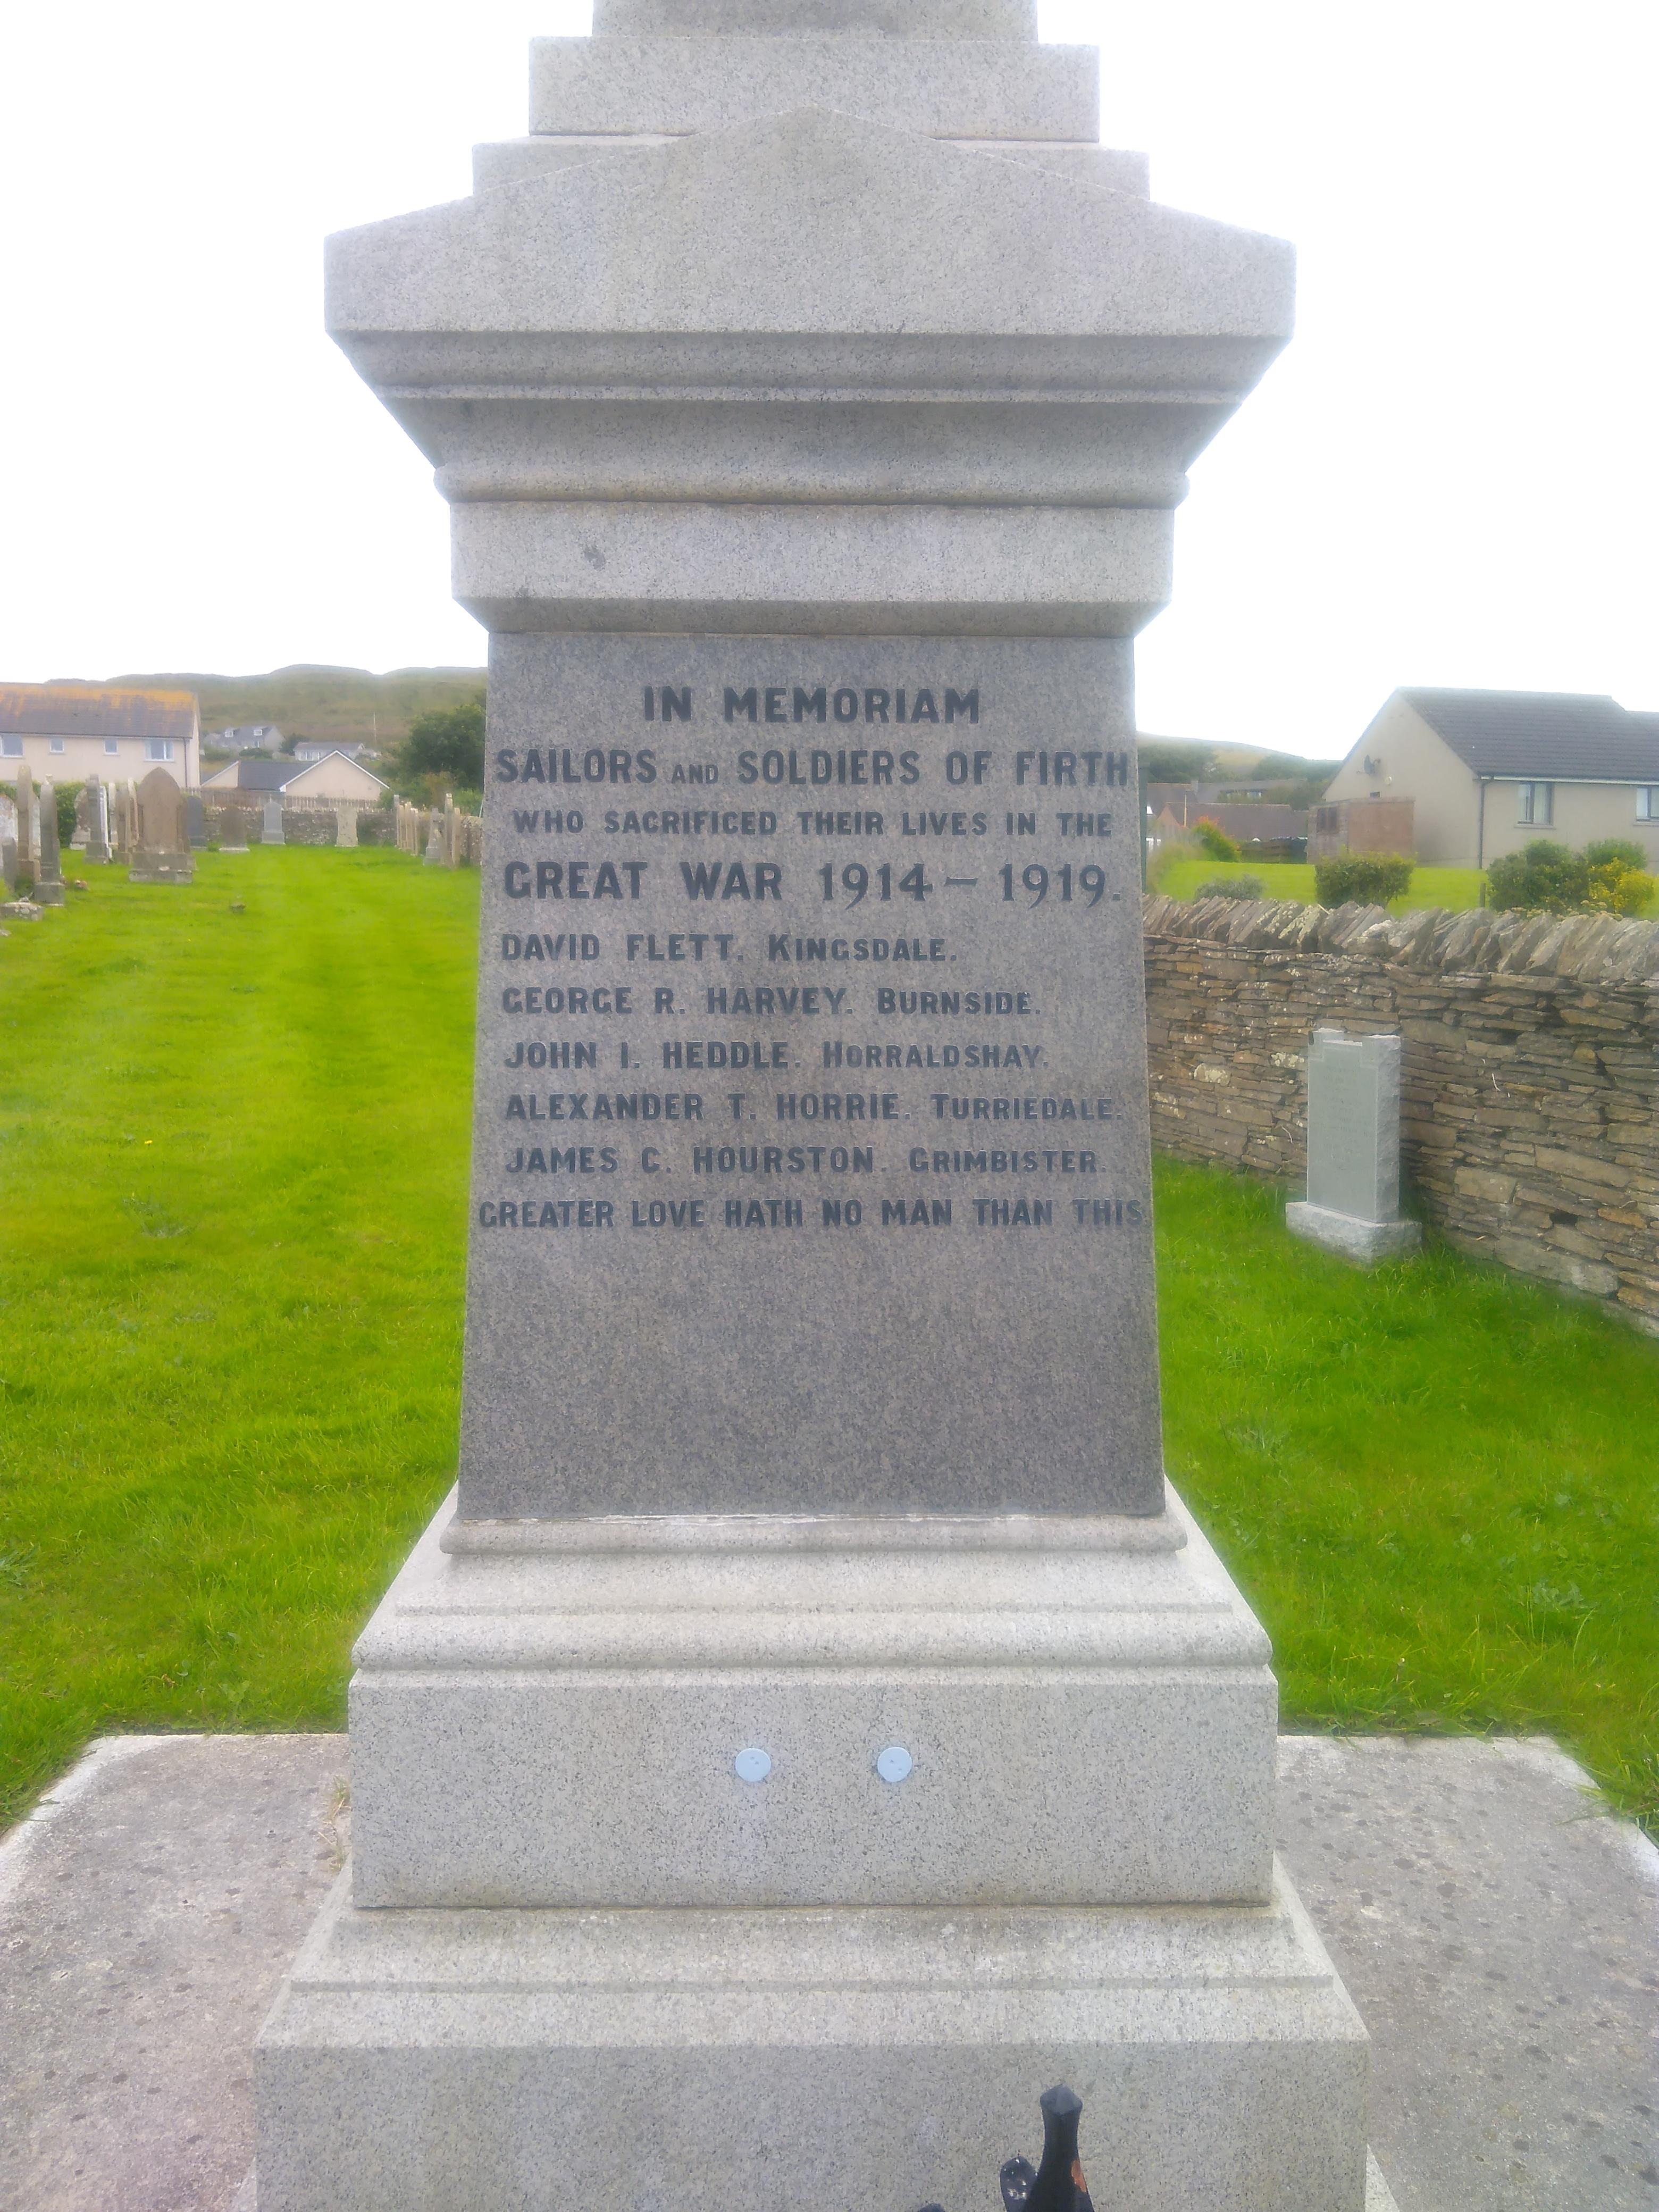 IN MEMORIAM
SAILORS AND SOLDIERS OF FIRTH
WHO SACRIFICED THEIR LIVES IN THE
GREAT WAR 1914 – 1919.
DAVID FLETT. KINGSDALE.
GEORGE R. HARVEY. BURNSIDE.
JOHN I. HEDDLE. HORRALDSHAY.
ALEXANDER T. HORRIE. TURRIEDALE.
JAMES C. HOURSTON. GRIMBISTER.
GREATER LOVE HATH NO MAN THAN THIS